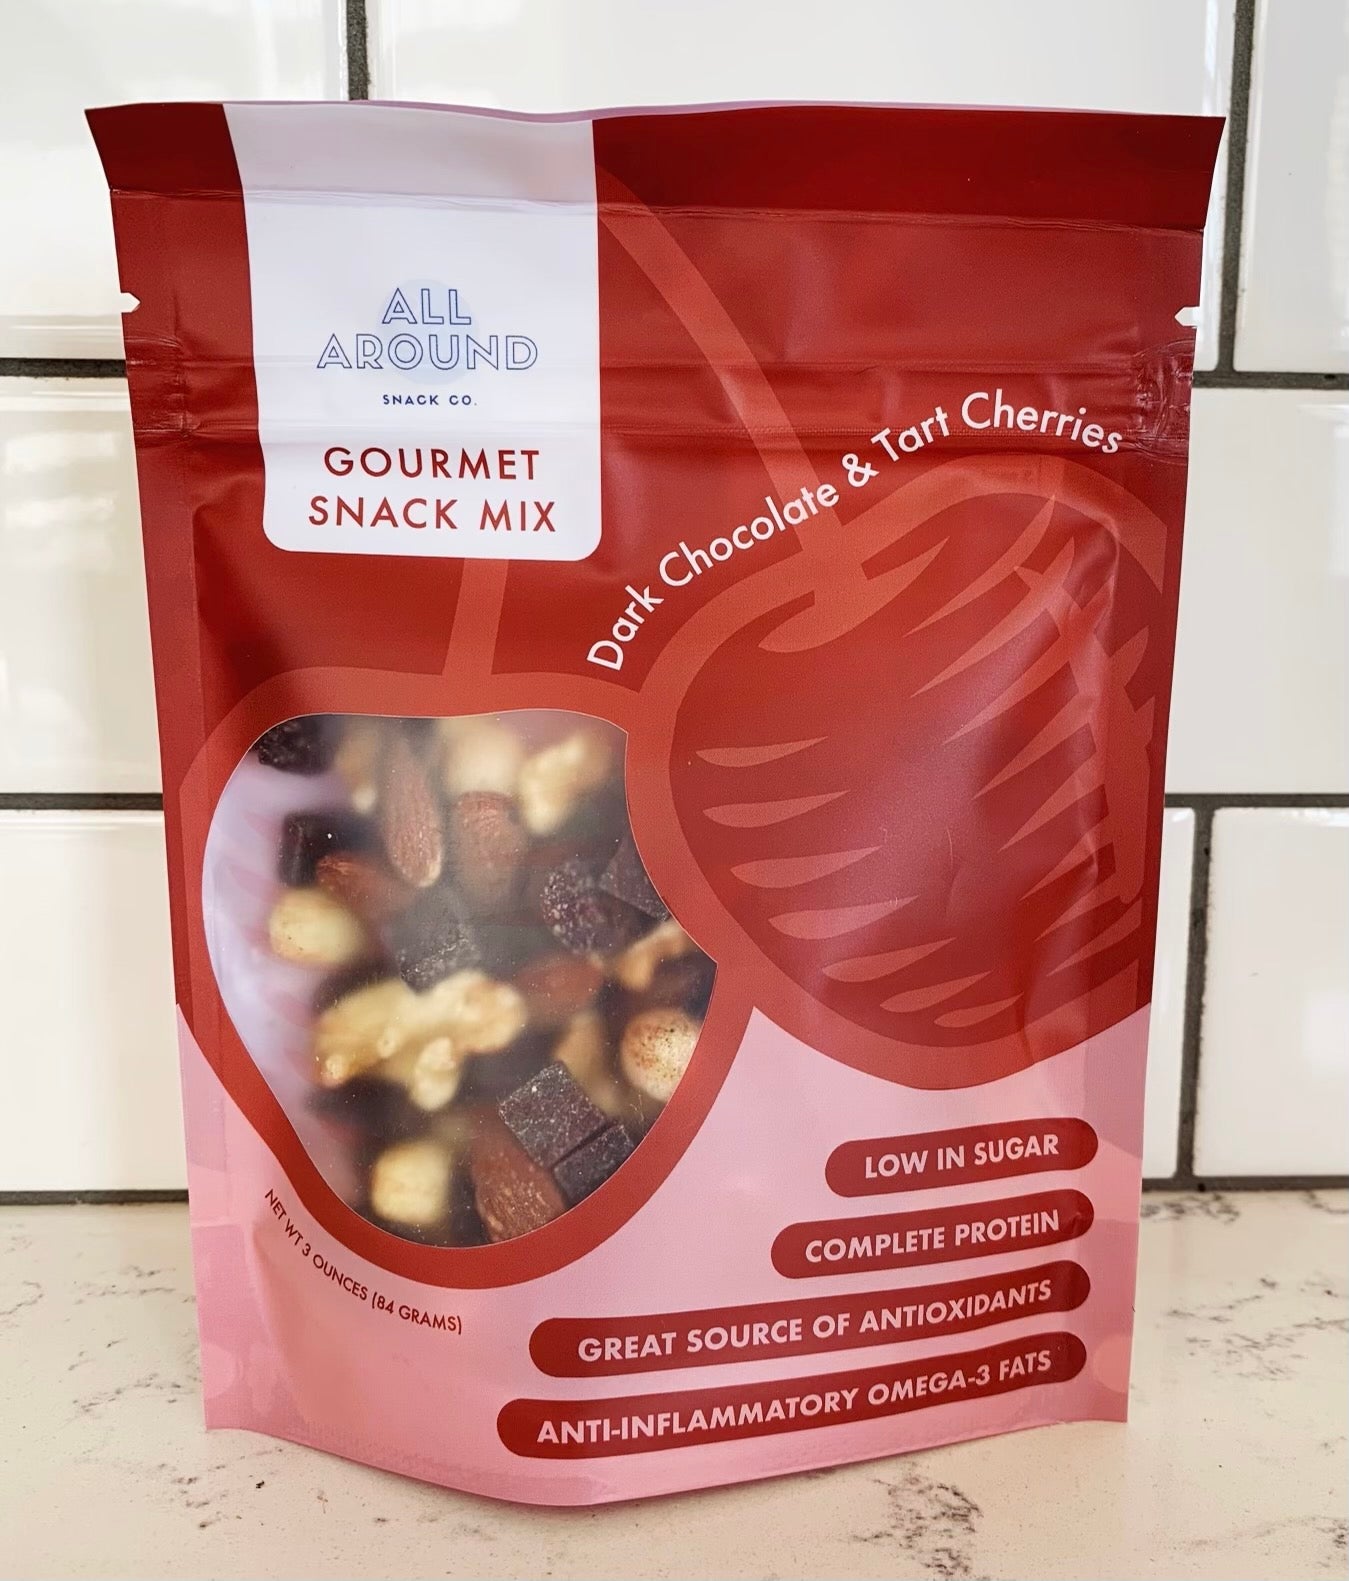 ALL
AROUND
SNACK CO.
GOURMET
SNACK MIX
Dark Chocolate & Tart Cherries
LOW IN SUGAR
COMPLETE PROTEIN
GREAT SOURCE OF ANTIOXIDANTS
ANTI-INFLAMMATORY OMEGA-3 FATS
NET WT 3 OUNCES (84 GRAMS)